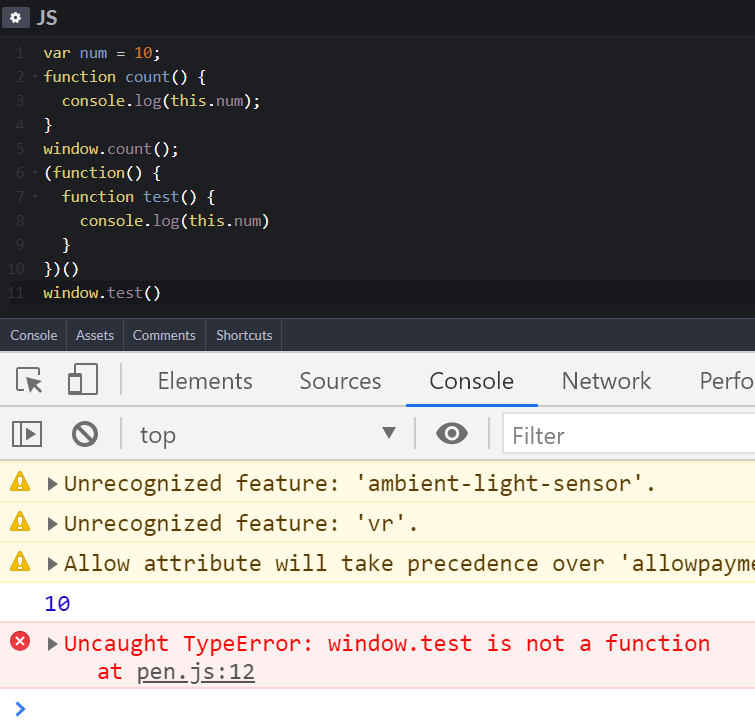 JS
1 var num = 10;
2 function count() {
3 console.log(this.num);
4 }
5 window.count();
6 (function() {
7 function test() {
8 console.log(this.num)
9 }
10 })()
11 window.test()
Console Assets Comments Shortcuts
Elements Sources Console Network Perfo
top Filter
Unrecognized feature: 'ambient-light-sensor'.
Unrecognized feature: 'vr'.
Allow attribute will take precedence over 'allowpayme
10
Uncaught TypeError: window.test is not a function
at pen.js:12